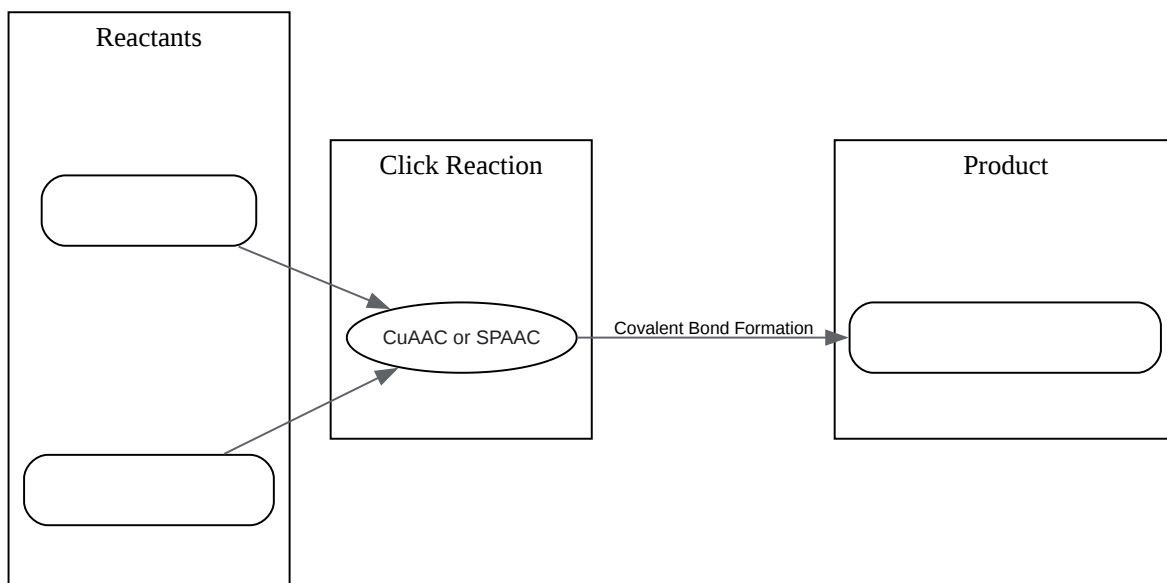 Reactants
Click Reaction
Product
CuAAC or SPAAC
Covalent Bond Formation